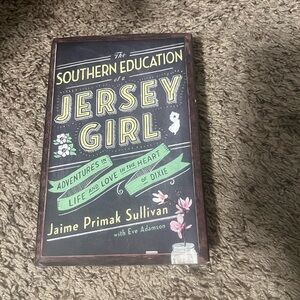 The
SOUTHERN EDUCATION
of a
JERSEY
GIRL
ADVENTURES IN
LIFE AND LOVE IN THE HEART
OF DIXIE
Jaime Primak Sullivan
with Eve Adamson